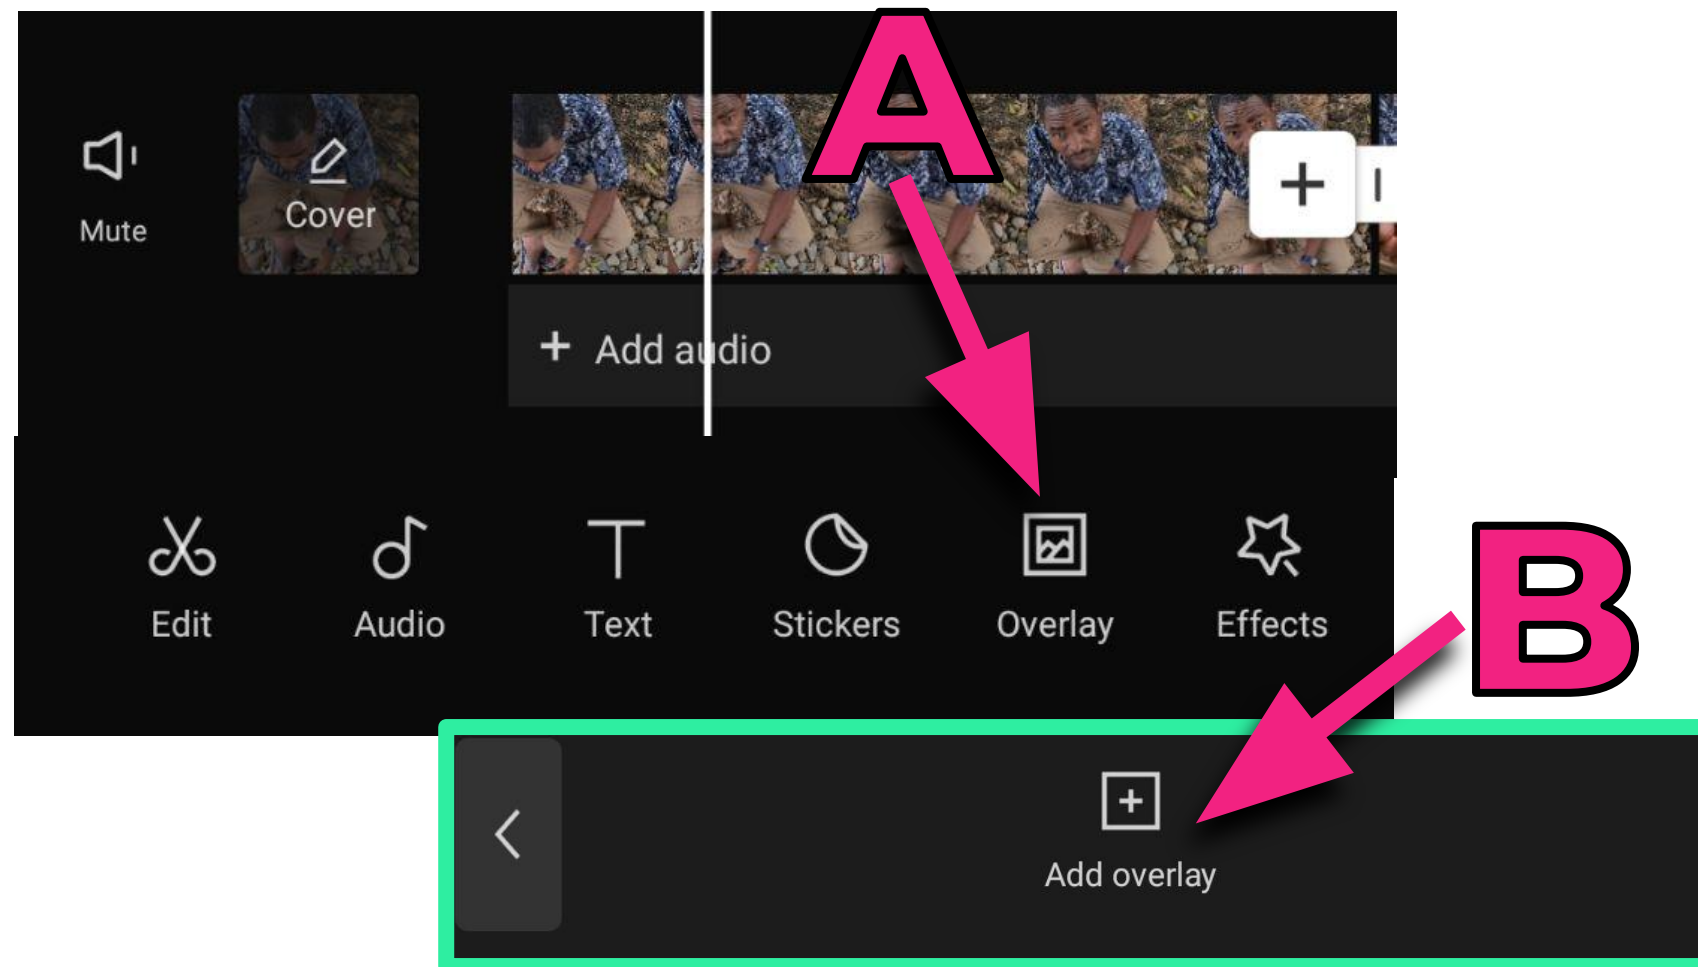 A
Mute
Cover
+ Add audio
Edit Audio Text Stickers Overlay Effects
B
Add overlay